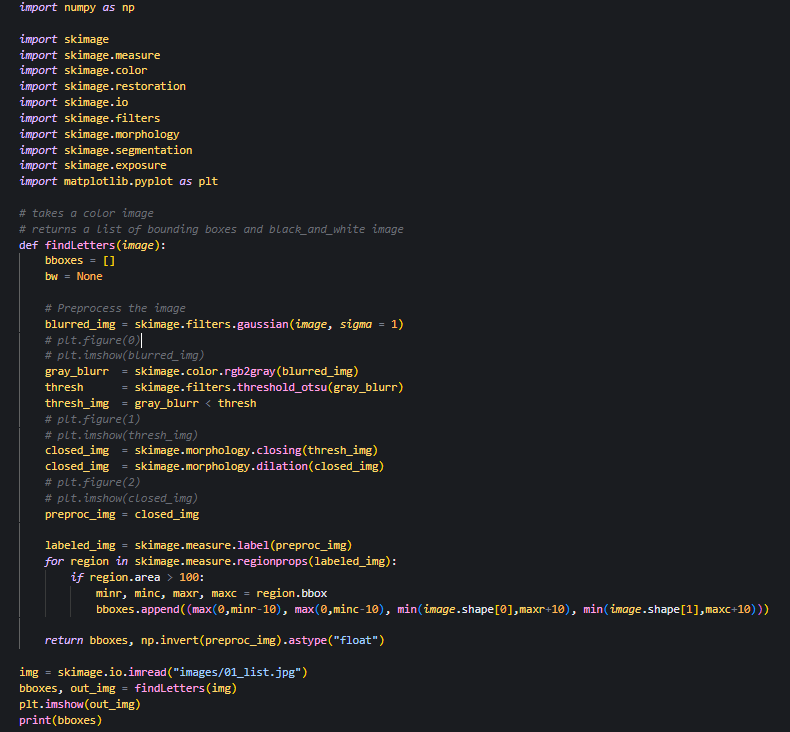 import numpy as np
import skimage
import skimage.measure
import skimage.color
import skimage.restoration
import skimage.io
import skimage.filters
import skimage.morphology
import skimage.segmentation
import skimage.exposure
import matplotlib.pyplot as plt
# takes a color image
# returns a list of bounding boxes and black_and_white image
def findLetters(image):
    bboxes = []
    bw = None
    # Preprocess the image
    blurred_img = skimage.filters.gaussian(image, sigma = 1)
    # plt.figure(0)
    # plt.imshow(blurred_img)
    gray_blurr  = skimage.color.rgb2gray(blurred_img)
    thresh      = skimage.filters.threshold_otsu(gray_blurr)
    thresh_img  = gray_blurr < thresh
    # plt.figure(1)
    # plt.imshow(thresh_img)
    closed_img  = skimage.morphology.closing(thresh_img)
    closed_img  = skimage.morphology.dilation(closed_img)
    # plt.figure(2)
    # plt.imshow(closed_img)
    preproc_img = closed_img
    labeled_img = skimage.measure.label(preproc_img)
    for region in skimage.measure.regionprops(labeled_img):
        if region.area > 100:
            minr, minc, maxr, maxc = region.bbox
            bboxes.append((max(0,minr-10), max(0,minc-10), min(image.shape[0],maxr+10), min(image.shape[1],maxc+10)))
    return bboxes, np.invert(preproc_img).astype("float")
img = skimage.io.imread("images/01_list.jpg")
bboxes, out_img = findLetters(img)
plt.imshow(out_img)
print(bboxes)